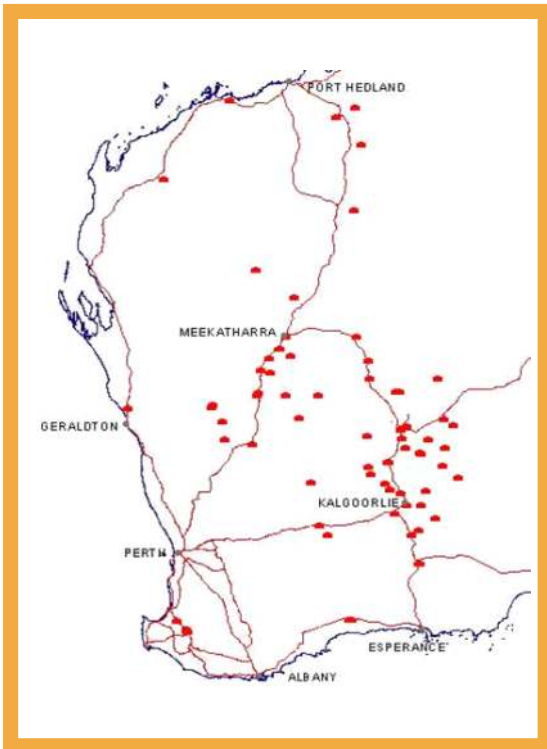 PORT HEDLAND
MEEKATHARRA
GERALDTON
KALGOORLIE
PERTH
ESPERANCE
ALBANY